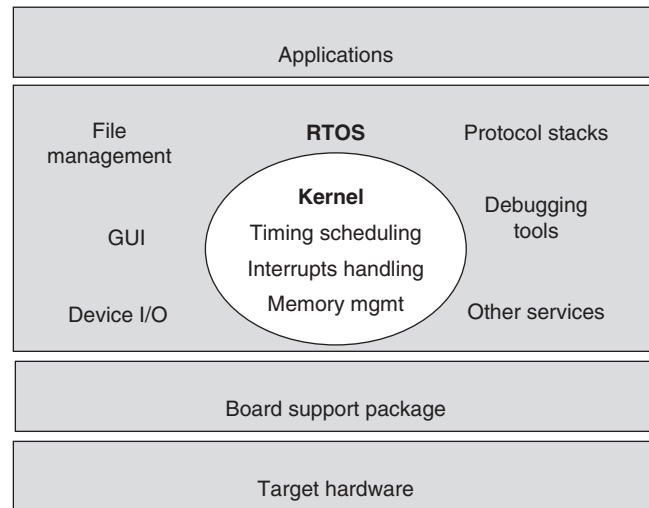 Applications
File
management
RTOS
Protocol stacks
Kernel
Timing scheduling
Interrupts handling
Memory mgmt
GUI
Debugging
tools
Device I/O
Other services
Board support package
Target hardware